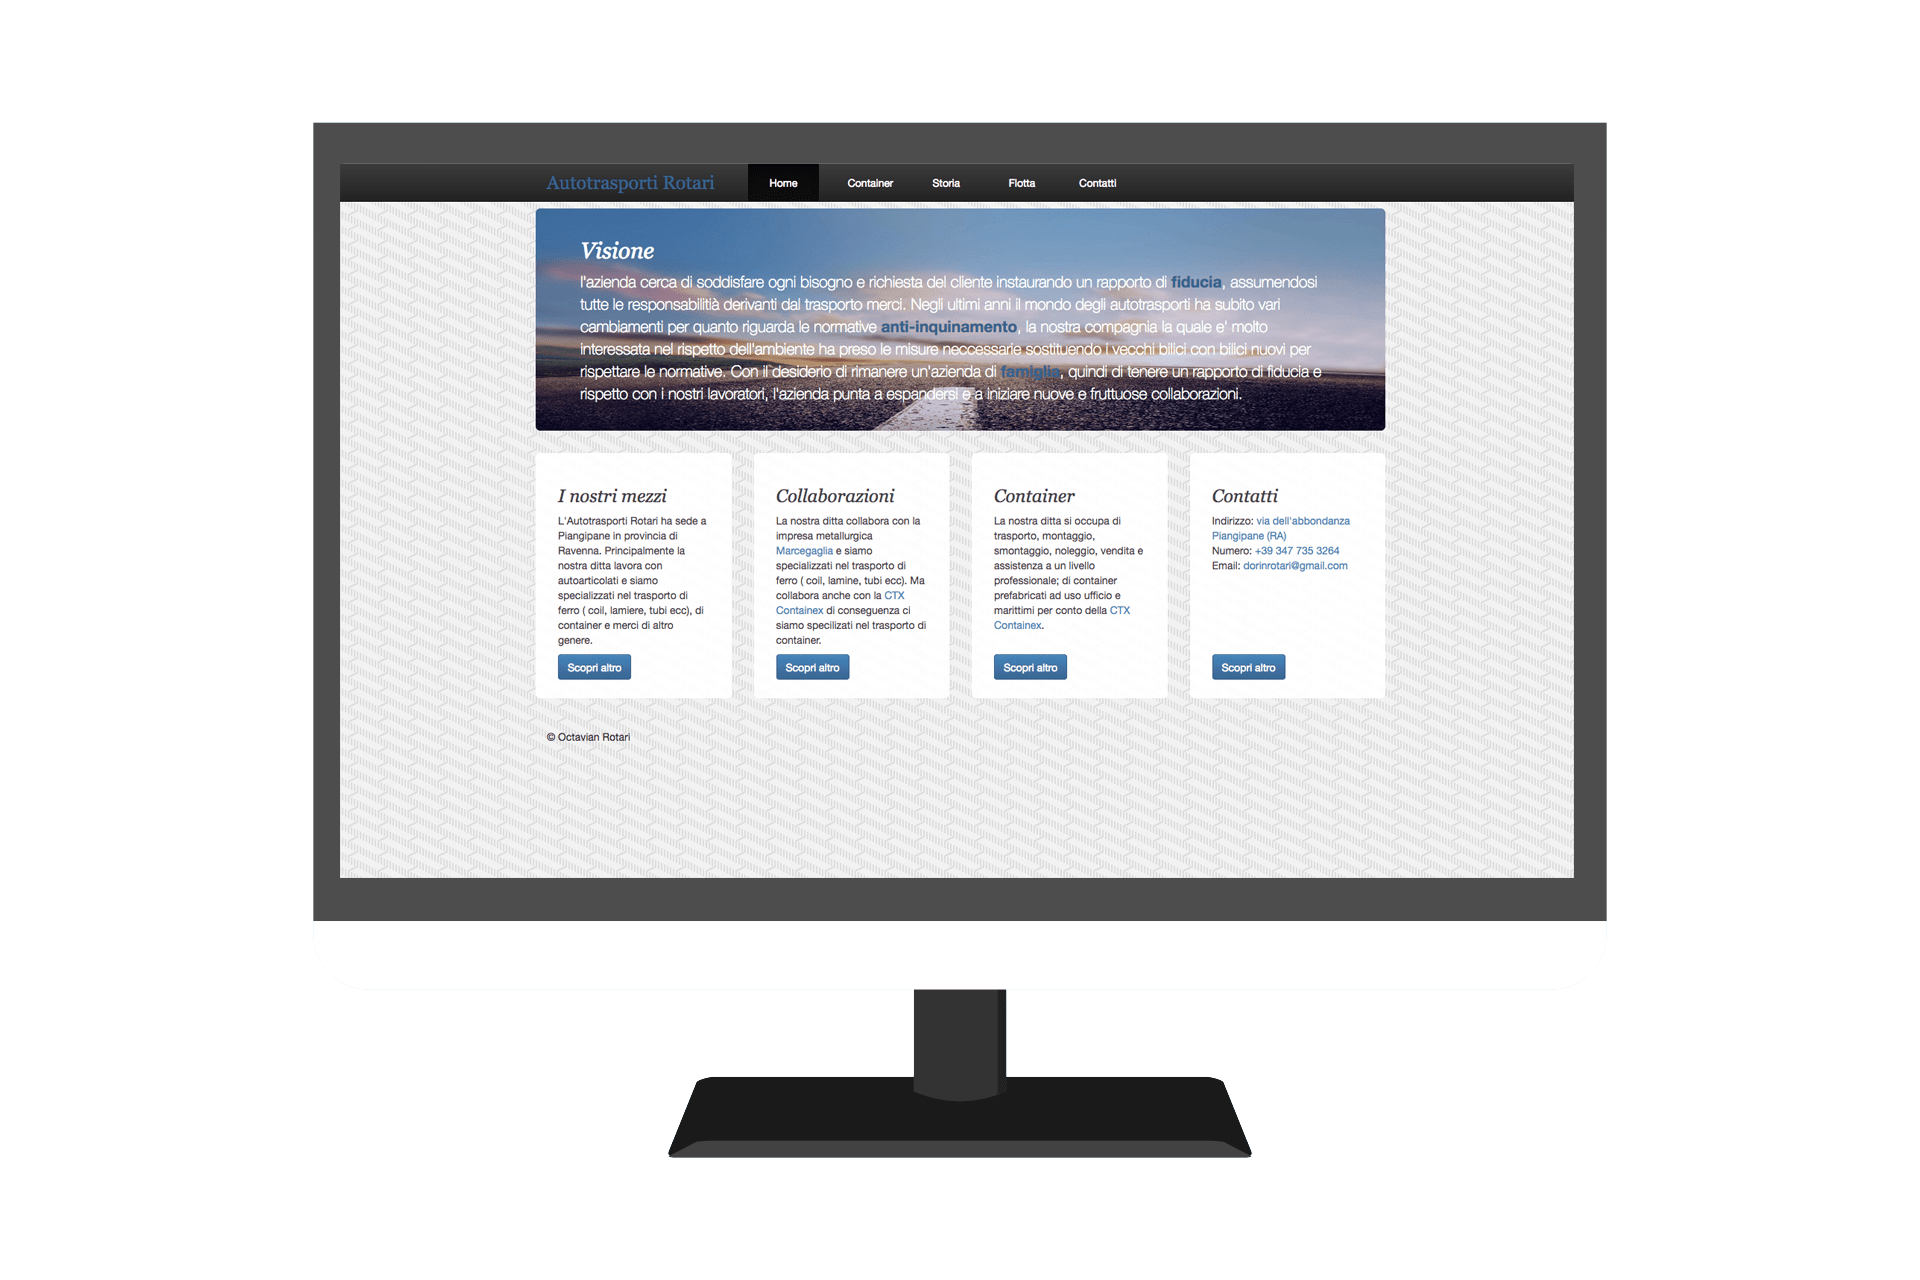 Autotrasporti Rotari Home Container Storia Flotta Contatti
Visione
l'azienda cerca di soddisfare ogni bisogno e richiesta del cliente instaurando un rapporto di fiducia, assumendosi
tutte le responsabilitià derivanti dal trasporto merci. Negli ultimi anni il mondo degli autotrasporti ha subito vari
cambiamenti per quanto riguarda le normative anti-inquinamento, la nostra compagnia la quale e' molto
interessata nel rispetto dell'ambiente ha preso le misure neccessarie sostituendo i vecchi bilici con bilici nuovi per
rispettare le normative. Con il desiderio di rimanere un'azienda di famiglia, quindi di tenere un rapporto di fiducia e
rispetto con i nostri lavoratori, l'azienda punta a espandersi e a iniziare nuove e fruttuose collaborazioni.
I nostri mezzi
L'Autotrasporti Rotari ha sede a
Piangipane in provincia di
Ravenna. Principalmente la
nostra ditta lavora con
autoarticolati e siamo
specializzati nel trasporto di
ferro ( coil, lamiere, tubi ecc), di
container e merci di altro
genere.
Scopri altro
Collaborazioni
La nostra ditta collabora con la
impresa metallurgica
Marcegaglia e siamo
specializzati nel trasporto di
ferro ( coil, lamine, tubi ecc). Ma
collabora anche con la CTX
Containex di conseguenza ci
siamo specilizati nel trasporto di
container.
Scopri altro
Container
La nostra ditta si occupa di
trasporto, montaggio,
smontaggio, noleggio, vendita e
assistenza a un livello
professionale; di container
prefabricati ad uso ufficio e
marittimi per conto della CTX
Containex.
Scopri altro
Contatti
Indirizzo: via dell'abbondanza
Piangipane (RA)
Numero: +39 347 735 3264
Email: dorinrotari@gmail.com
Scopri altro
© Octavian Rotari